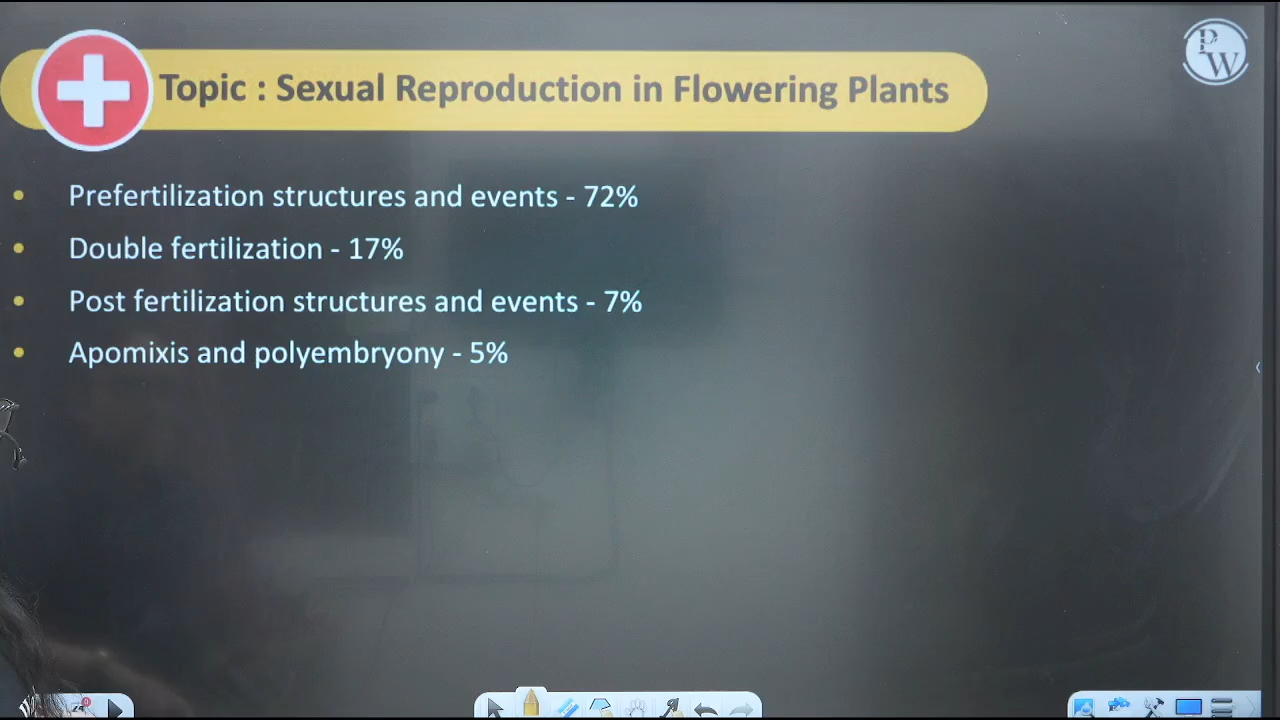 Topic : Sexual Reproduction in Flowering Plants
PW
• Prefertilization structures and events - 72%
• Double fertilization - 17%
• Post fertilization structures and events - 7%
• Apomixis and polyembryony - 5%